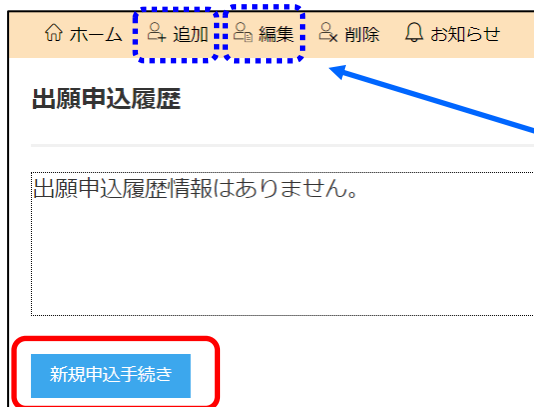 ホーム 追加 編集 削除 お知らせ
出願申込履歴
出願申込履歴情報はありません。
新規申込手続き